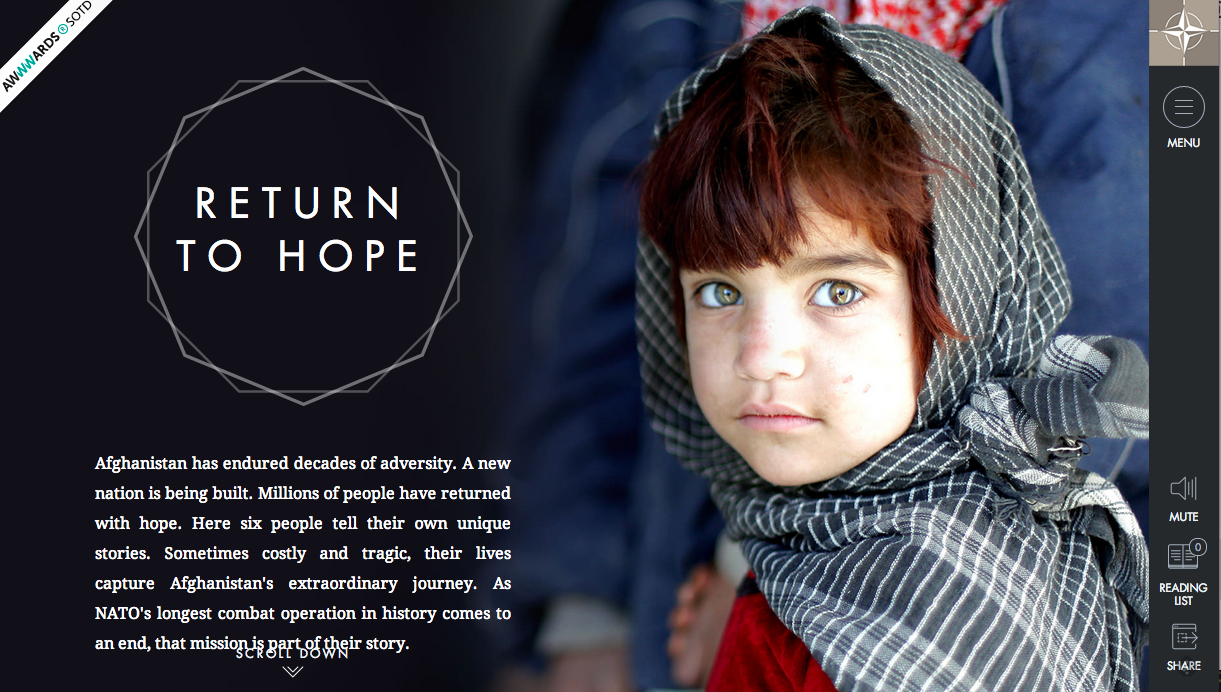 AWWWARDS® SOTD
RETURN
TO HOPE
Afghanistan has endured decades of adversity. A new
nation is being built. Millions of people have returned
with hope. Here six people tell their own unique
stories. Sometimes costly and tragic, their lives
capture Afghanistan's extraordinary journey. As
NATO's longest combat operation in history comes to
an end, that mission is part of their story.
SCROLL DOWN
MENU
MUTE
0
READING
LIST
SHARE